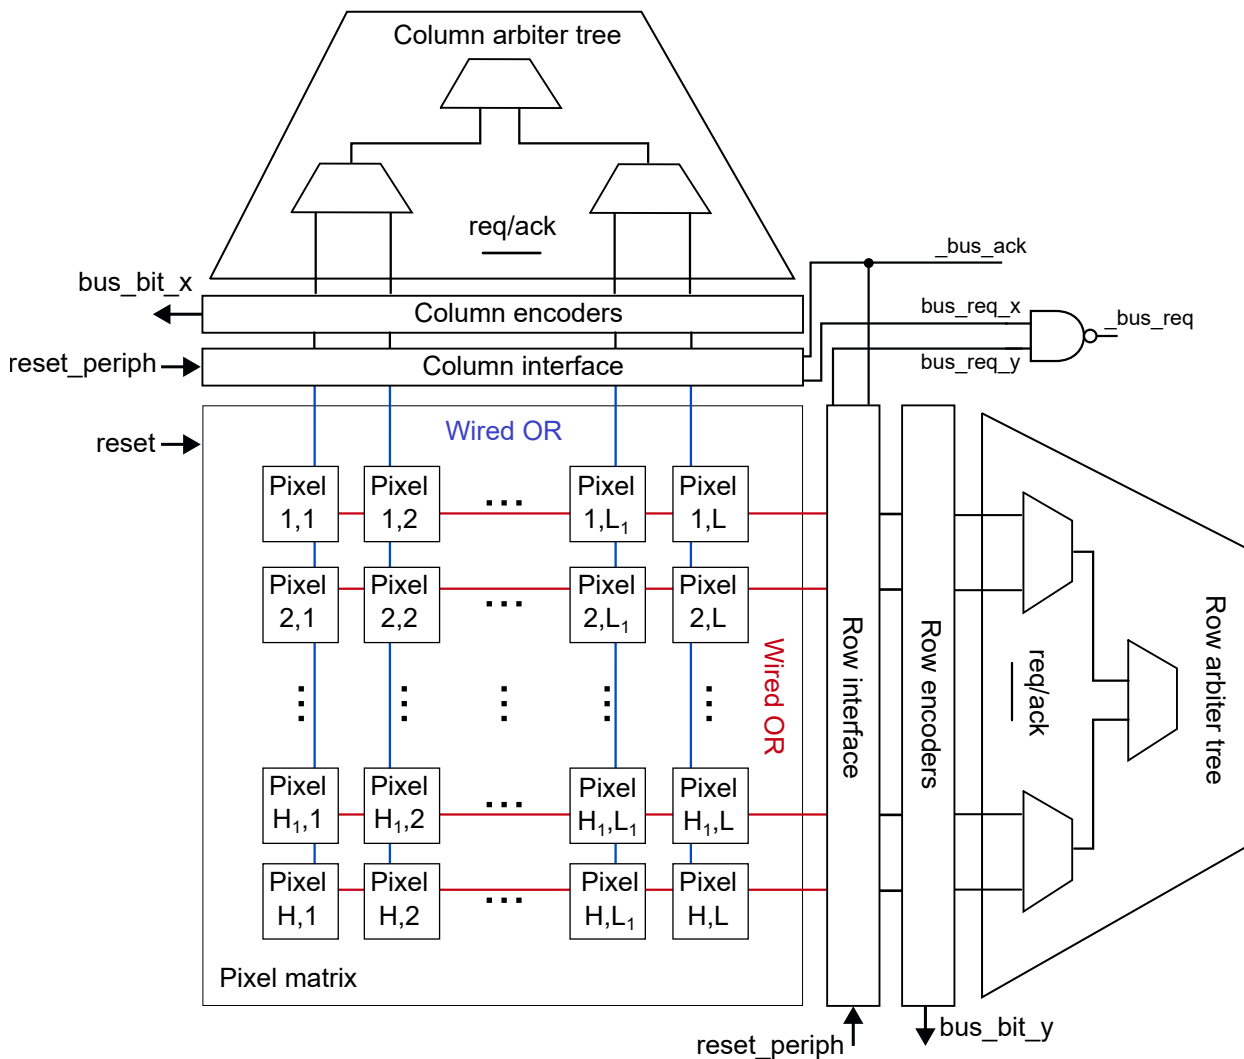 Column arbiter tree
req/ack
_bus_ack
bus_bit_x
bus_req_x
Column encoders
_bus_req
reset_periph
Column interface
bus_req_y
reset
Wired OR
Pixel
1,1
Pixel
1,2
...
Pixel
1,L₁
Pixel
1,L
Pixel
2,1
Pixel
2,2
...
Pixel
2,L₁
Pixel
2,L
Wired OR
Row interface
Row encoders
req/ack
Row arbiter tree
Pixel
H₁,1
Pixel
H₁,2
...
Pixel
H₁,L₁
Pixel
H₁,L
Pixel
H,1
Pixel
H,2
...
Pixel
H,L₁
Pixel
H,L
Pixel matrix
reset_periph
bus_bit_y